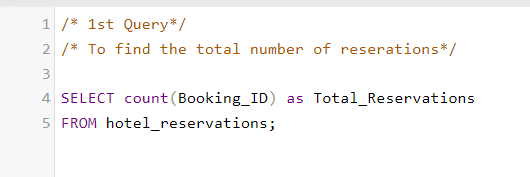 1 /* 1st Query*/
2 /* To find the total number of reserations*/
3
4 SELECT count(Booking_ID) as Total_Reservations
5 FROM hotel_reservations;